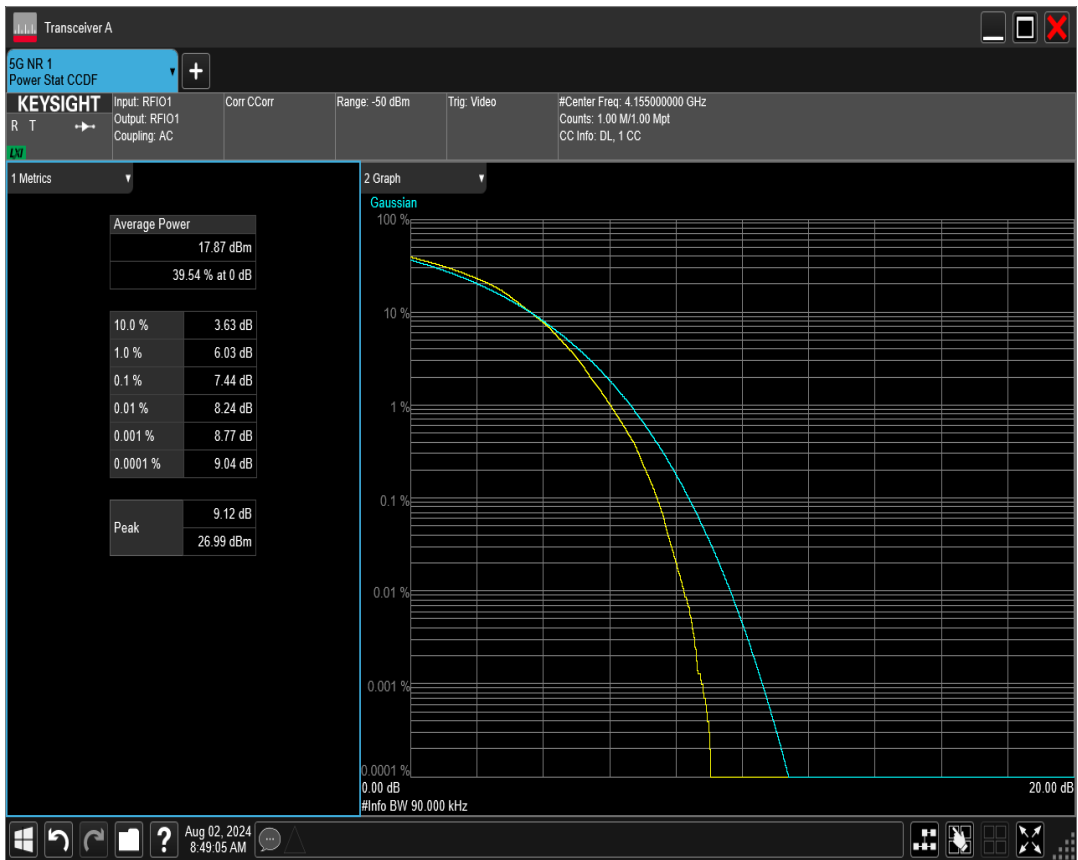 Transceiver A
5G NR 1
Power Stat CCDF
KEYSIGHT
R T
LXI
Input: RFIO1
Output: RFIO1
Coupling: AC
Corr CCorr
Range: -50 dBm
Trig: Video
#Center Freq: 4.155000000 GHz
Counts: 1.00 M/1.00 Mpt
CC Info: DL, 1 CC
1 Metrics
Average Power
17.87 dBm
39.54 % at 0 dB
10.0 % 3.63 dB
1.0 % 6.03 dB
0.1 % 7.44 dB
0.01 % 8.24 dB
0.001 % 8.77 dB
0.0001 % 9.04 dB
Peak 9.12 dB
26.99 dBm
2 Graph
Gaussian
100 %
10 %
1 %
0.1 %
0.01 %
0.001 %
0.0001 %
0.00 dB 20.00 dB
#Info BW 90.000 kHz
?
Aug 02, 2024
8:49:05 AM